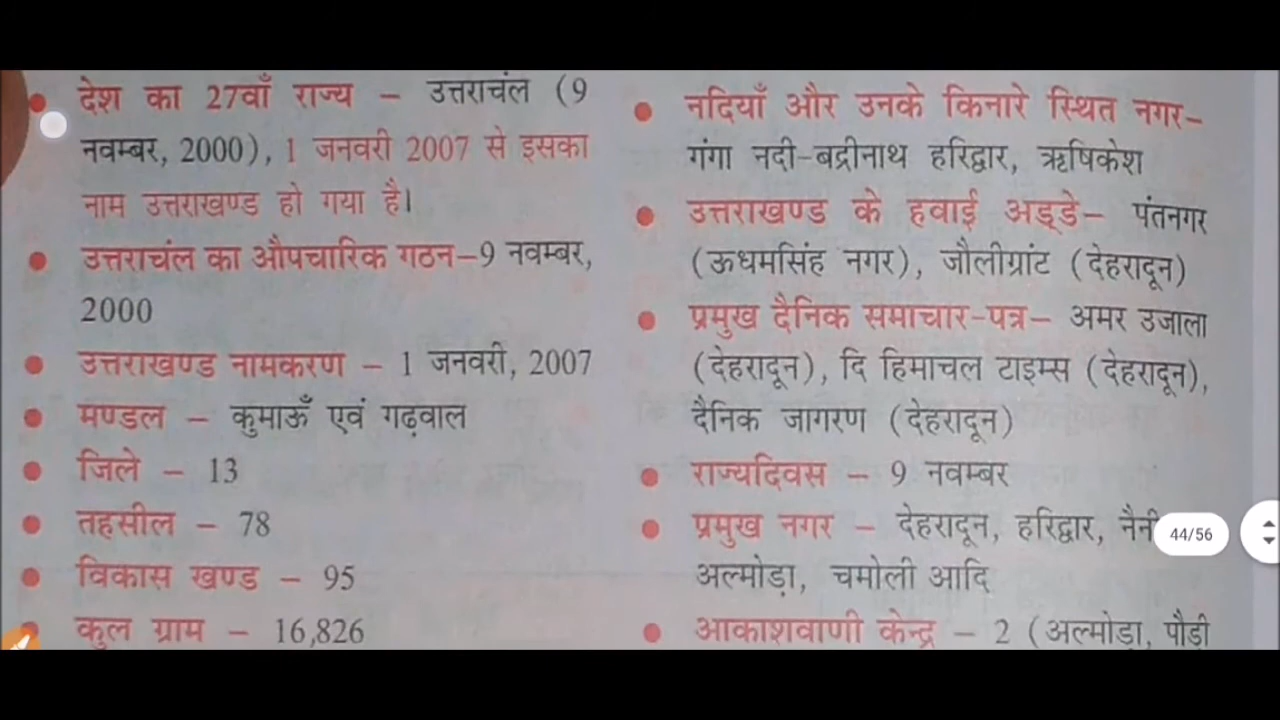 देश का 27वाँ राज्य – उत्तराचंल (9
नवम्बर, 2000), 1 जनवरी 2007 से इसका
नाम उत्तराखण्ड हो गया है।
उत्तराचंल का औपचारिक गठन–9 नवम्बर,
2000
उत्तराखण्ड नामकरण – 1 जनवरी, 2007
मण्डल – कुमाऊँ एवं गढ़वाल
जिले – 13
तहसील – 78
विकास खण्ड – 95
कुल ग्राम – 16,826
नदियाँ और उनके किनारे स्थित नगर–
गंगा नदी–बद्रीनाथ हरिद्वार, ऋषिकेश
उत्तराखण्ड के हवाई अड्डे– पंतनगर
(ऊधमसिंह नगर), जौलीग्रांट (देहरादून)
प्रमुख दैनिक समाचार-पत्र– अमर उजाला
(देहरादून), दि हिमाचल टाइम्स (देहरादून),
दैनिक जागरण (देहरादून)
राज्यदिवस – 9 नवम्बर
प्रमुख नगर – देहरादून, हरिद्वार,
अल्मोड़ा, चमोली आदि
आकाशवाणी केन्द्र – 2 (अल्मोड़ा, पौड़ी
44/56